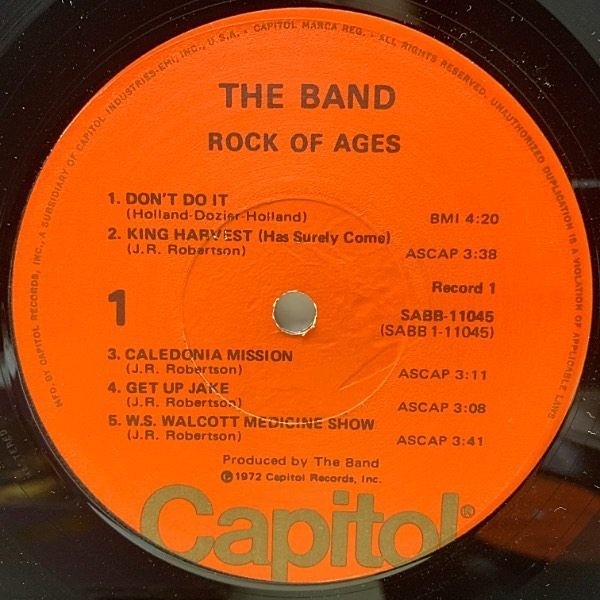 MFD. BY CAPITOL RECORDS, INC., A SUBSIDIARY OF CAPITOL INDUSTRIES-EMI, INC., U.S.A. · CAPITOL MARCA REG. · ALL RIGHTS RESERVED. UNAUTHORIZED DUPLICATION IS A VIOLATION OF APPLICABLE LAWS
THE BAND
ROCK OF AGES
1. DON'T DO IT
(Holland-Dozier-Holland) BMI 4:20
2. KING HARVEST (Has Surely Come)
(J.R. Robertson) ASCAP 3:38
Record 1
1 SABB-11045
(SABB 1-11045)
3. CALEDONIA MISSION
(J.R. Robertson) ASCAP 3:11
4. GET UP JAKE
(J.R. Robertson) ASCAP 3:08
5. W.S. WALCOTT MEDICINE SHOW
(J.R. Robertson) ASCAP 3:41
Produced by The Band
℗1972 Capitol Records, Inc.
Capitol®